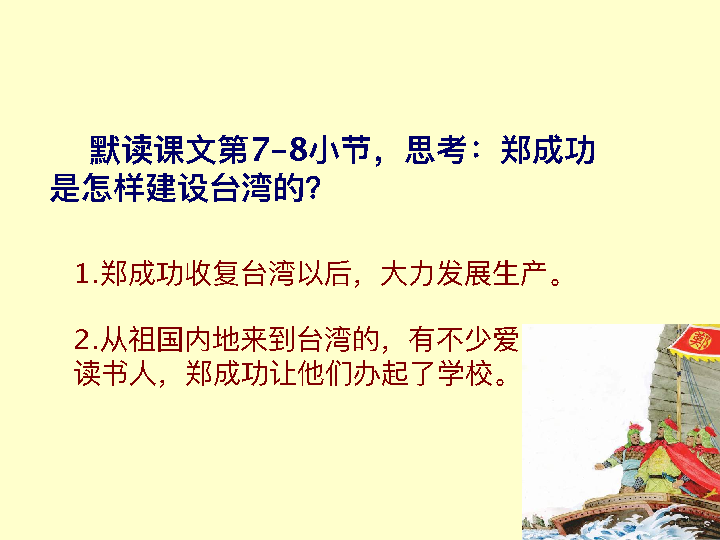 默读课文第7-8小节，思考：郑成功
是怎样建设台湾的？
1.郑成功收复台湾以后，大力发展生产。
2.从祖国内地来到台湾的，有不少爱
读书人，郑成功让他们办起了学校。
鄭